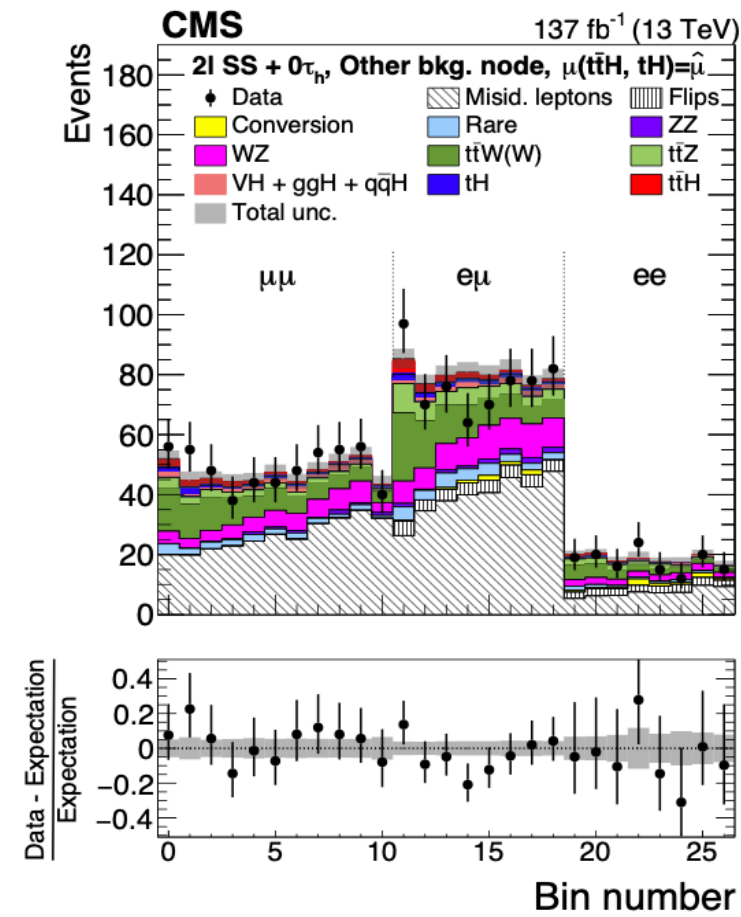 CMS 137 fb⁻¹ (13 TeV)
2l SS + 0τₕ, Other bkg. node, μ(tt̄H, tH)=μ̂
Data Misid. leptons Flips
Conversion Rare ZZ
WZ tt̄W(W) tt̄Z
VH + ggH + qq̄H tH tt̄H
Total unc.
μμ eμ ee
Events
180
160
140
120
100
80
60
40
20
0
Data - Expectation
Expectation
0.4
0.2
0
−0.2
−0.4
0 5 10 15 20 25
Bin number